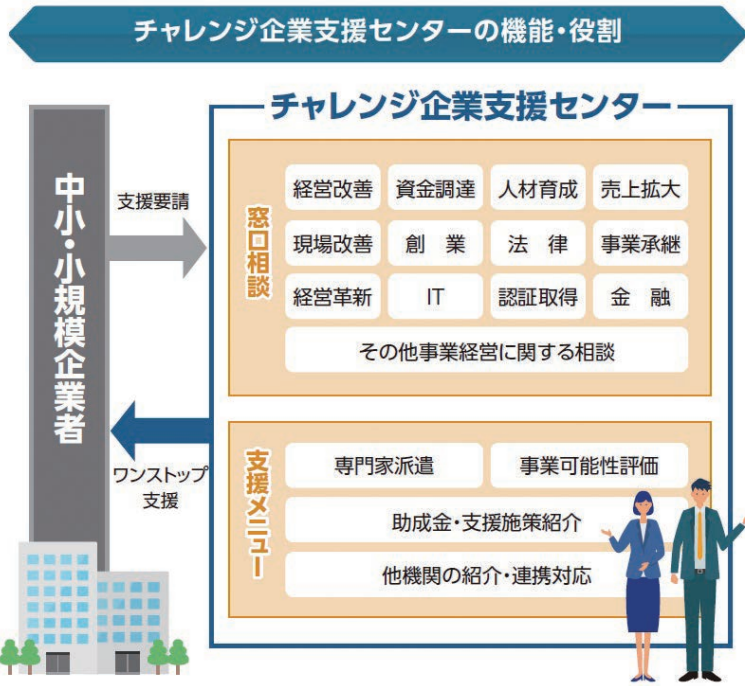 チャレンジ企業支援センターの機能・役割
中小・小規模企業者
支援要請
ワンストップ
支援
チャレンジ企業支援センター
窓口相談
経営改善 資金調達 人材育成 売上拡大
現場改善 創　業 法　律 事業承継
経営革新 IT 認証取得 金　融
その他事業経営に関する相談
支援メニュー
専門家派遣 事業可能性評価
助成金・支援施策紹介
他機関の紹介・連携対応